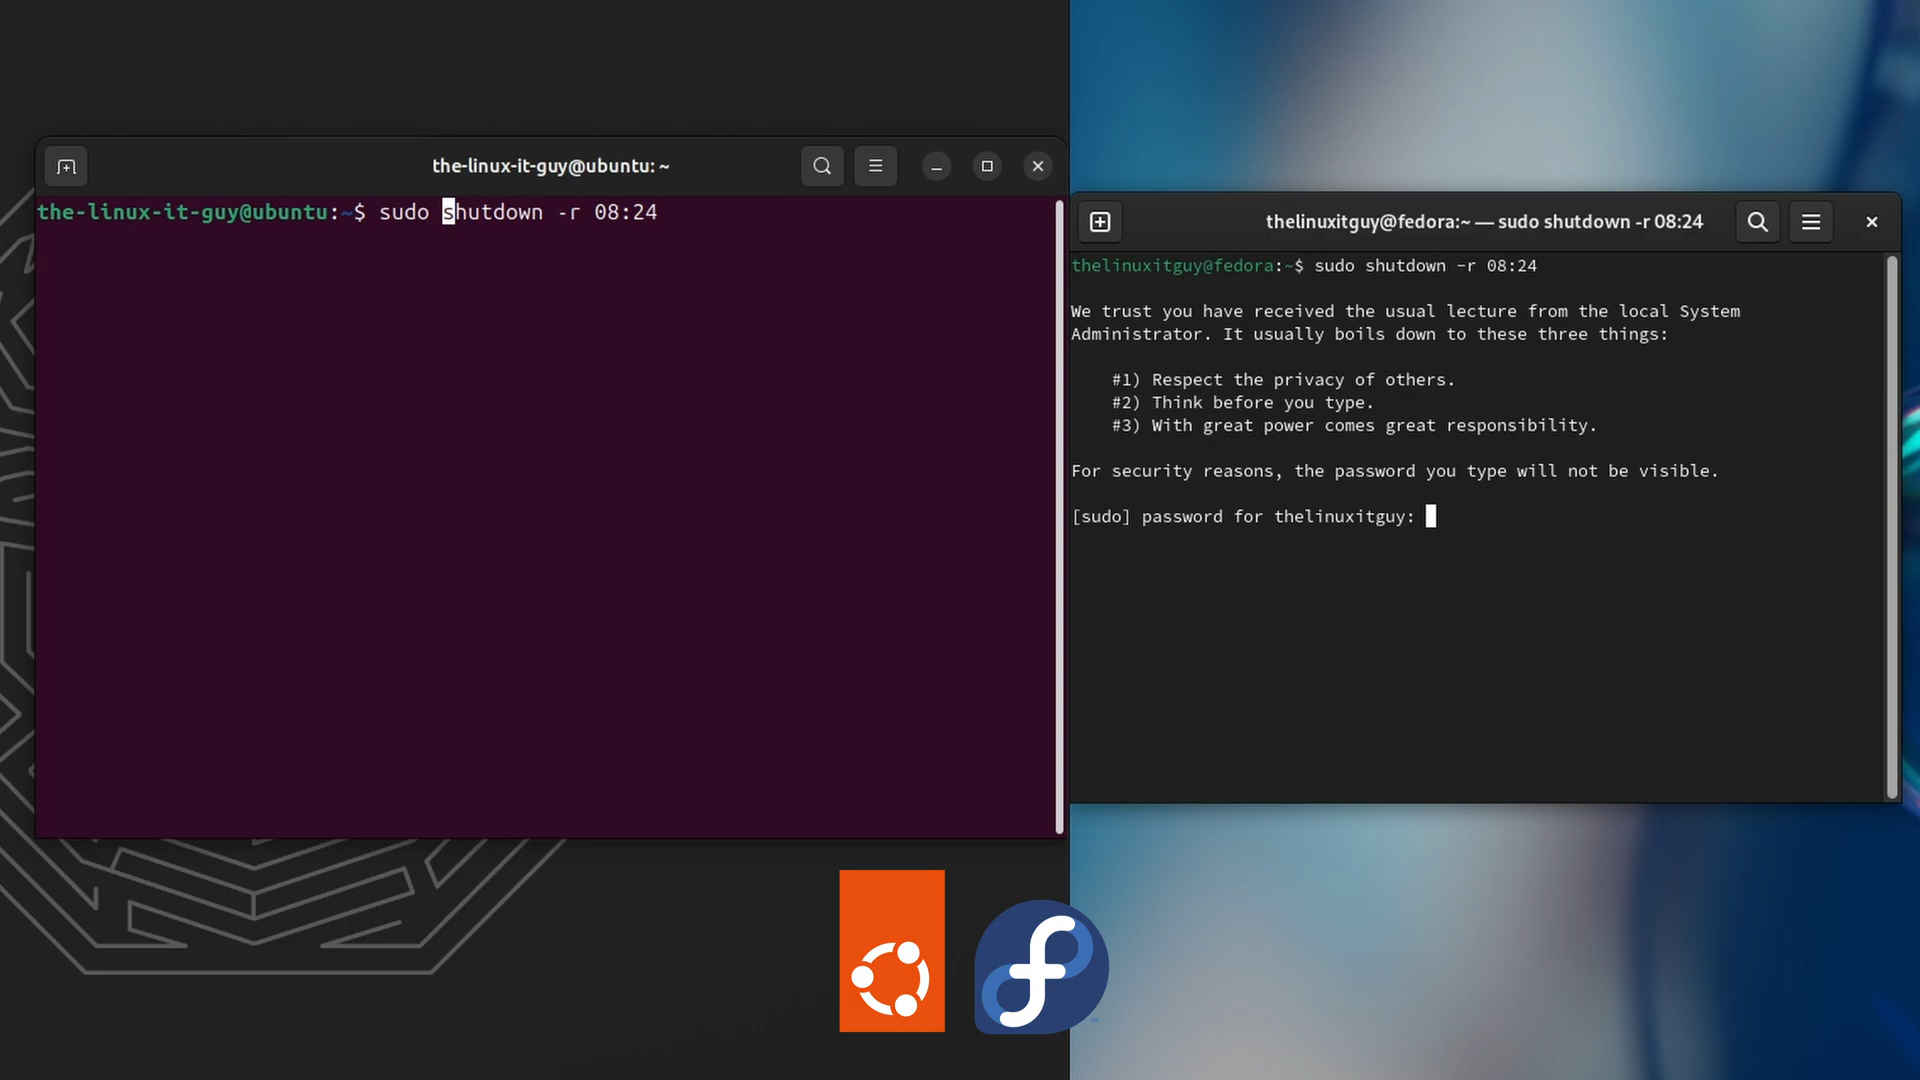 the-linux-it-guy@ubuntu: ~
the-linux-it-guy@ubuntu:~$ sudo shutdown -r 08:24
thelinuxitguy@fedora:~ — sudo shutdown -r 08:24
thelinuxitguy@fedora:~$ sudo shutdown -r 08:24
We trust you have received the usual lecture from the local System
Administrator. It usually boils down to these three things:
#1) Respect the privacy of others.
#2) Think before you type.
#3) With great power comes great responsibility.
For security reasons, the password you type will not be visible.
[sudo] password for thelinuxitguy: